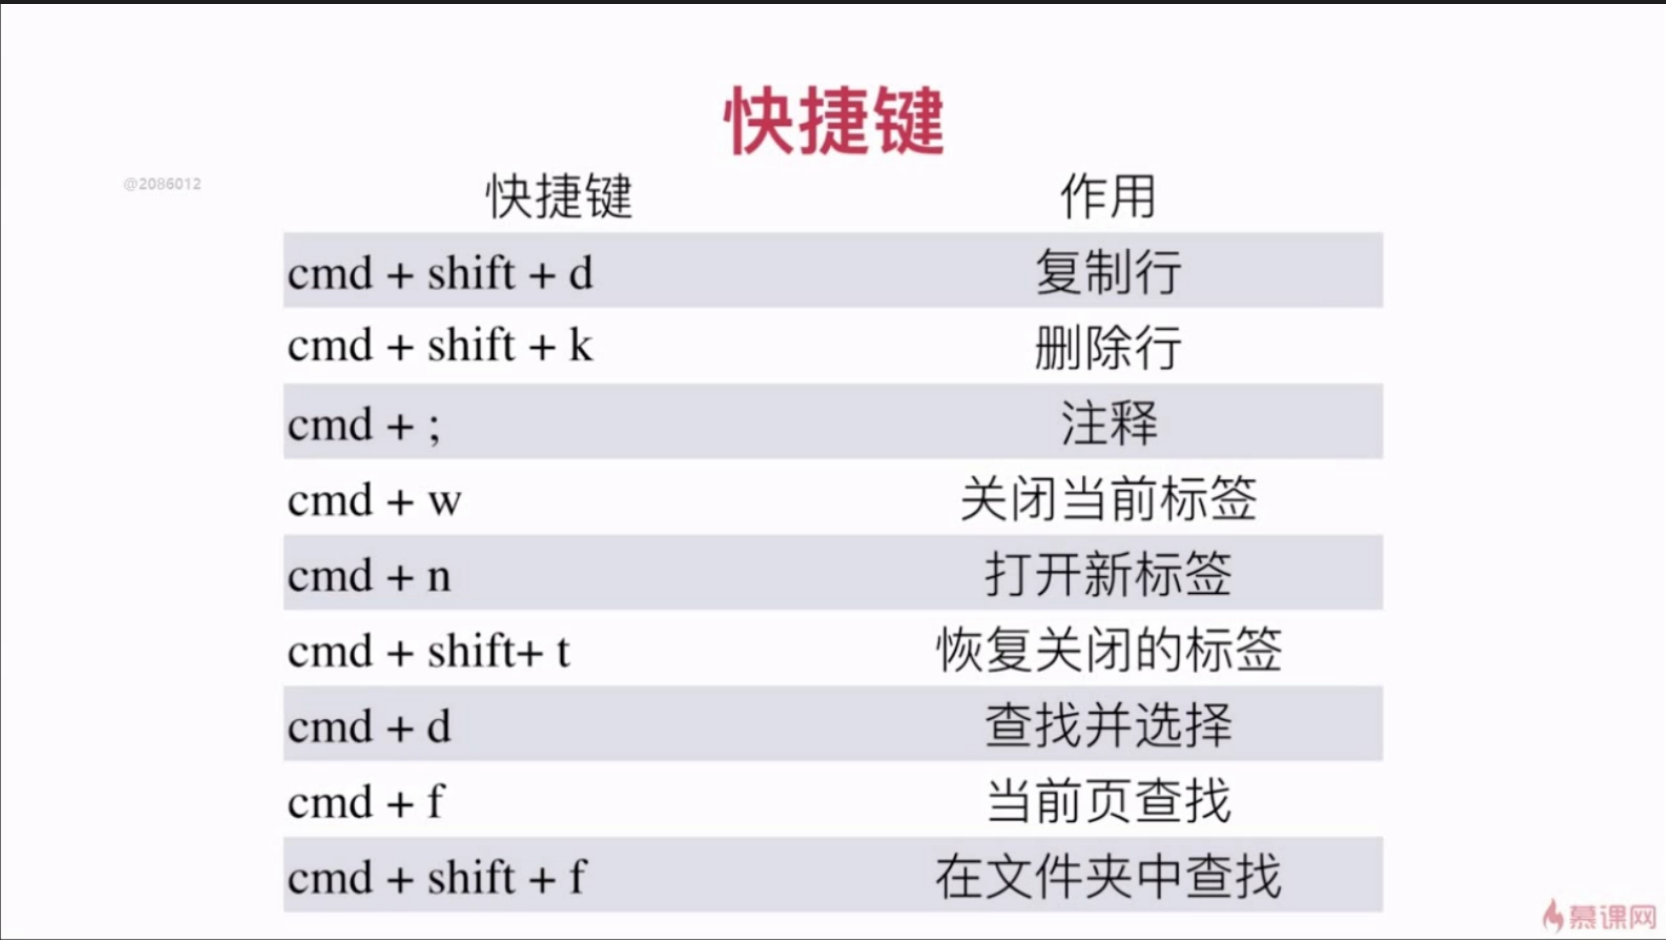 快捷键
@2086012
快捷键 作用
cmd + shift + d 复制行
cmd + shift + k 删除行
cmd + ; 注释
cmd + w 关闭当前标签
cmd + n 打开新标签
cmd + shift+ t 恢复关闭的标签
cmd + d 查找并选择
cmd + f 当前页查找
cmd + shift + f 在文件夹中查找
慕课网